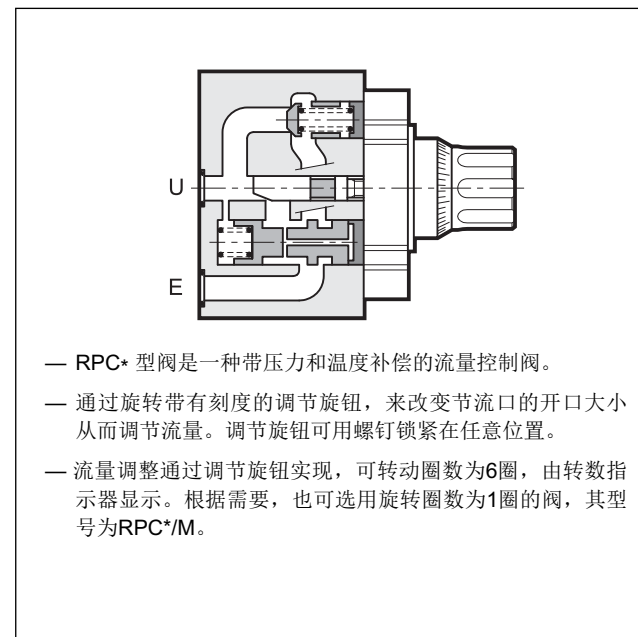 U
E
— RPC* 型阀是一种带压力和温度补偿的流量控制阀。
— 通过旋转带有刻度的调节旋钮，来改变节流口的开口大小
从而调节流量。调节旋钮可用螺钉锁紧在任意位置。
— 流量调整通过调节旋钮实现，可转动圈数为6圈，由转数指
示器显示。根据需要，也可选用旋转圈数为1圈的阀，其型
号为RPC*/M。